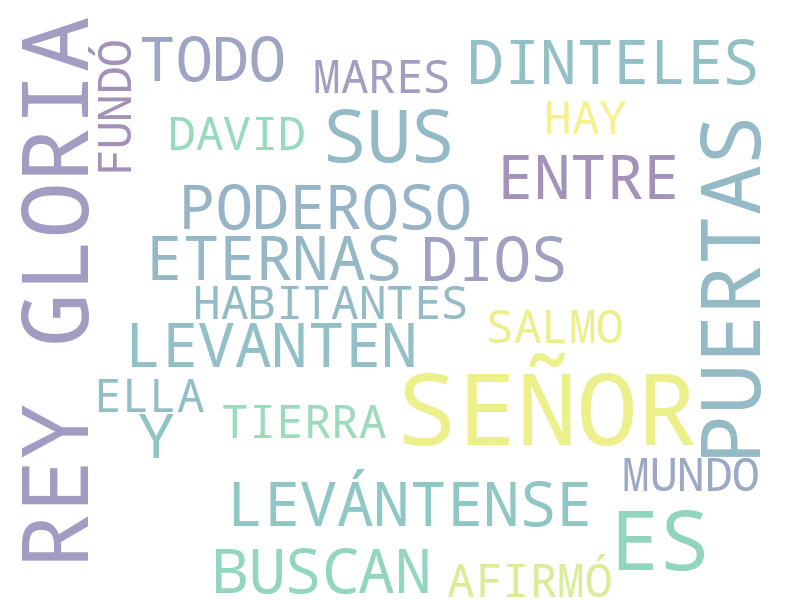 REY GLORIA
FUNDÓ
TODO
MARES
DINTELES
DAVID
SUS
HAY
ENTRE
PUERTAS
PODEROSO
ETERNAS
DIOS
HABITANTES
LEVANTEN
SALMO
ELLA
Y
TIERRA
SEÑOR
MUNDO
LEVÁNTENSE
ES
BUSCAN
AFIRMÓ